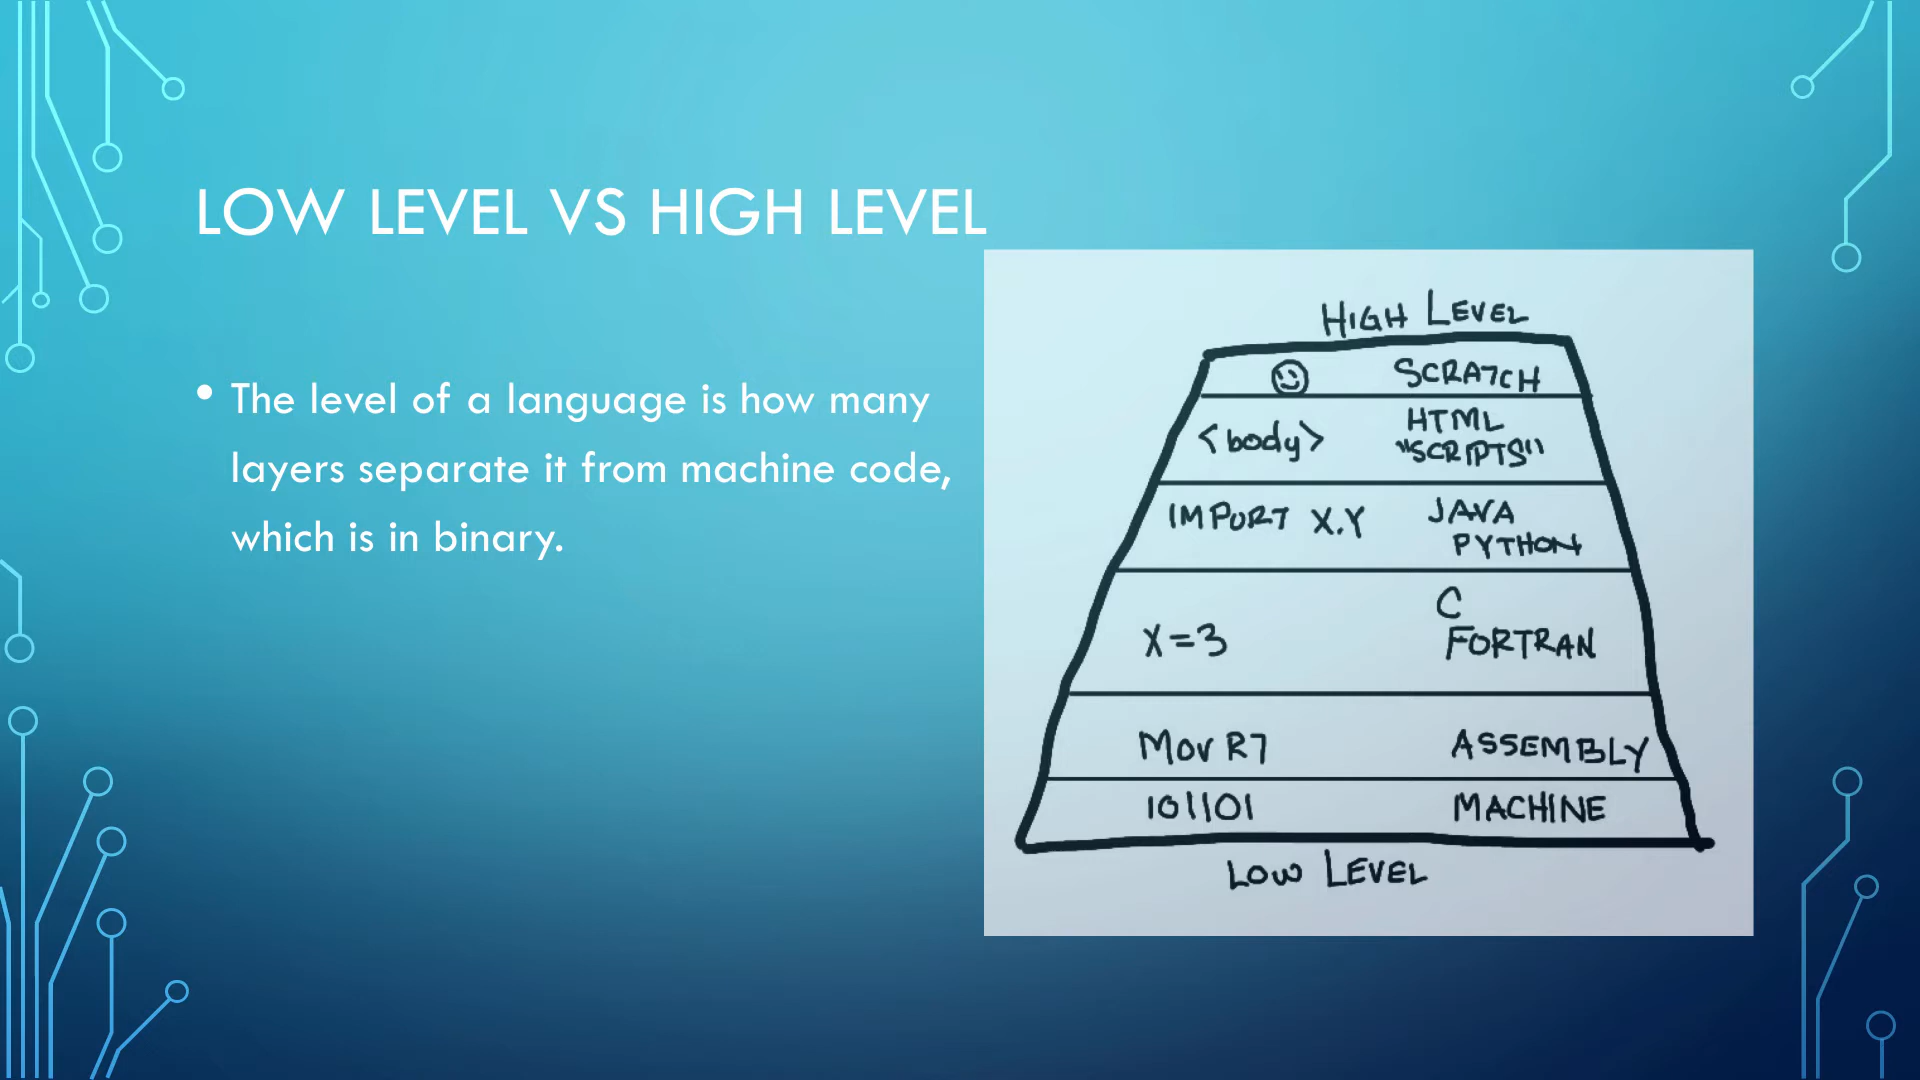 LOW LEVEL VS HIGH LEVEL
• The level of a language is how many
layers separate it from machine code,
which is in binary.
HIGH LEVEL
SCRATCH
<body> HTML
"SCRIPTS"
IMPORT X.Y JAVA
PYTHON
C
X=3 FORTRAN
MOV R7 ASSEMBLY
101101 MACHINE
LOW LEVEL